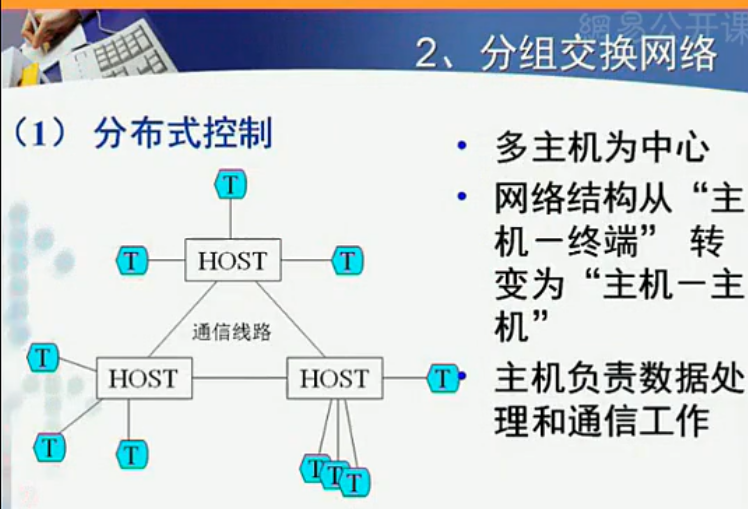 網易公开课
2、分组交换网络
（1） 分布式控制
• 多主机为中心
• 网络结构从“主
机－终端” 转
变为“主机－主
机”
• 主机负责数据处
理和通信工作
T
T
HOST
T
通信线路
T
HOST
HOST
T
T
T
T
T
T